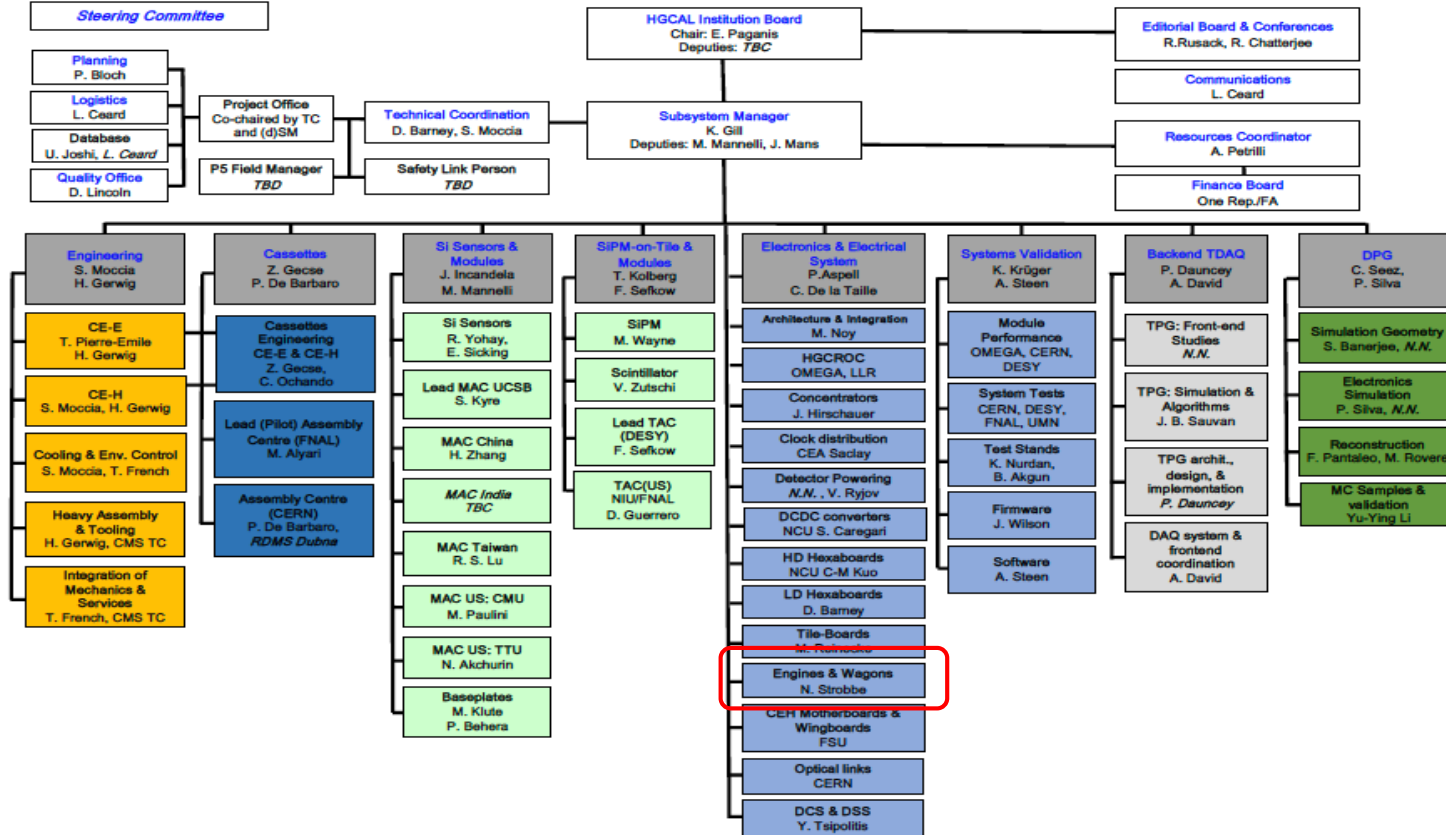 Steering Committee
HGCAL Institution Board
Chair: E. Paganis
Deputies: TBC
Editorial Board & Conferences
R.Rusack, R. Chatterjee
Planning
P. Bloch
Logistics
L. Ceard
Database
U. Joshi, L. Ceard
Quality Office
D. Lincoln
Project Office
Co-chaired by TC
and (d)SM
P5 Field Manager
TBD
Technical Coordination
D. Barney, S. Moccia
Safety Link Person
TBD
Subsystem Manager
K. Gill
Deputies: M. Mannelli, J. Mans
Communications
L. Ceard
Resources Coordinator
A. Petrilli
Finance Board
One Rep./FA
Engineering
S. Moccia
H. Gerwig
CE-E
T. Pierre-Emile
H. Gerwig
CE-H
S. Moccia, H. Gerwig
Cooling & Env. Control
S. Moccia, T. French
Heavy Assembly
& Tooling
H. Gerwig, CMS TC
Integration of
Mechanics &
Services
T. French, CMS TC
Cassettes
Z. Gecse
P. De Barbaro
Cassettes
Engineering
CE-E & CE-H
Z. Gecse,
C. Ochando
Lead (Pilot) Assembly
Centre (FNAL)
M. Alyari
Assembly Centre
(CERN)
P. De Barbaro,
RDMS Dubna
Si Sensors &
Modules
J. Incandela
M. Mannelli
Si Sensors
R. Yohay,
E. Sicking
Lead MAC UCSB
S. Kyre
MAC China
H. Zhang
MAC India
TBC
MAC Taiwan
R. S. Lu
MAC US: CMU
M. Paulini
MAC US: TTU
N. Akchurin
Baseplates
M. Klute
P. Behera
SiPM-on-Tile &
Modules
T. Kolberg
F. Sefkow
SiPM
M. Wayne
Scintillator
V. Zutschi
Lead TAC
(DESY)
F. Sefkow
TAC(US)
NIU/FNAL
D. Guerrero
Electronics & Electrical
System
P.Aspell
C. De la Taille
Architecture & Integration
M. Noy
HGCROC
OMEGA, LLR
Concentrators
J. Hirschauer
Clock distribution
CEA Saclay
Detector Powering
N.N. , V. Ryjov
DCDC converters
NCU S. Caregari
HD Hexaboards
NCU C-M Kuo
LD Hexaboards
D. Barney
Tile-Boards
M. Reinecke
Engines & Wagons
N. Strobbe
CEH Motherboards &
Wingboards
FSU
Optical links
CERN
DCS & DSS
Y. Tsipolitis
Systems Validation
K. Krüger
A. Steen
Module
Performance
OMEGA, CERN,
DESY
System Tests
CERN, DESY,
FNAL, UMN
Test Stands
K. Nurdan,
B. Akgun
Firmware
J. Wilson
Software
A. Steen
Backend TDAQ
P. Dauncey
A. David
TPG: Front-end
Studies
N.N.
TPG: Simulation &
Algorithms
J. B. Sauvan
TPG archit.,
design, &
implementation
P. Dauncey
DAQ system &
frontend
coordination
A. David
DPG
C. Seez,
P. Silva
Simulation Geometry
S. Banerjee, N.N.
Electronics
Simulation
P. Silva, N.N.
Reconstruction
F. Pantaleo, M. Rovere
MC Samples &
validation
Yu-Ying Li